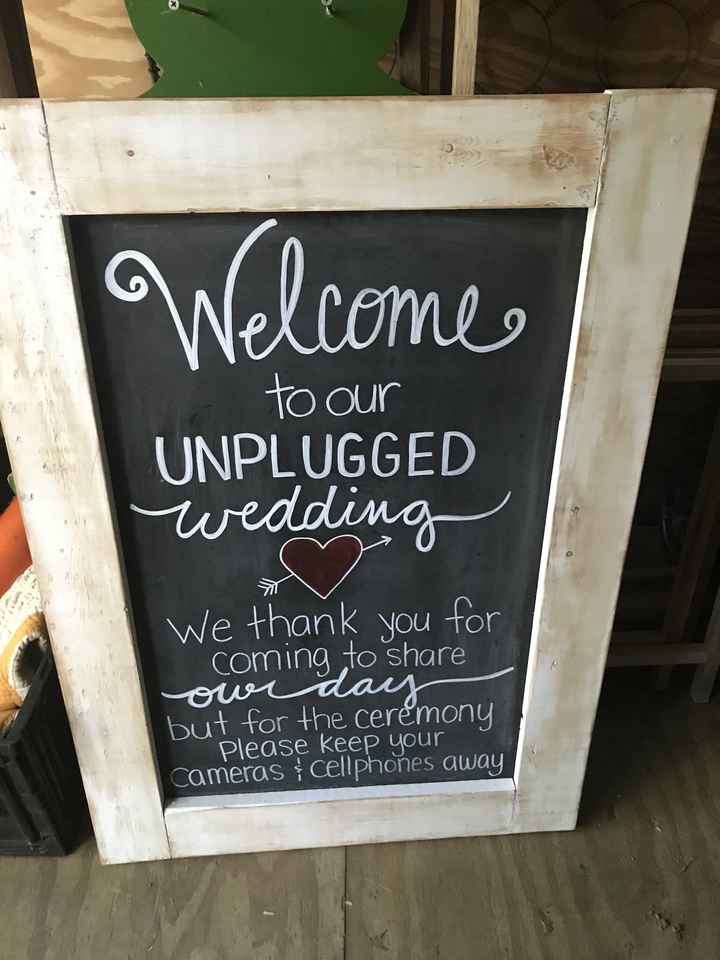 Welcome
to our
UNPLUGGED
wedding
We thank you for
coming to share
our day
but for the ceremony
Please keep your
cameras & cellphones away